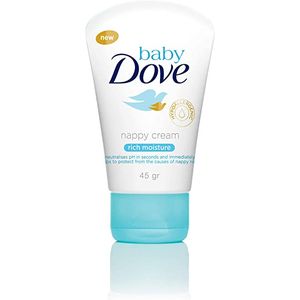 new
baby
Dove
nappy cream
rich moisture
neutralises pH in seconds and immediately
to protect from the causes of nappy
45 gr